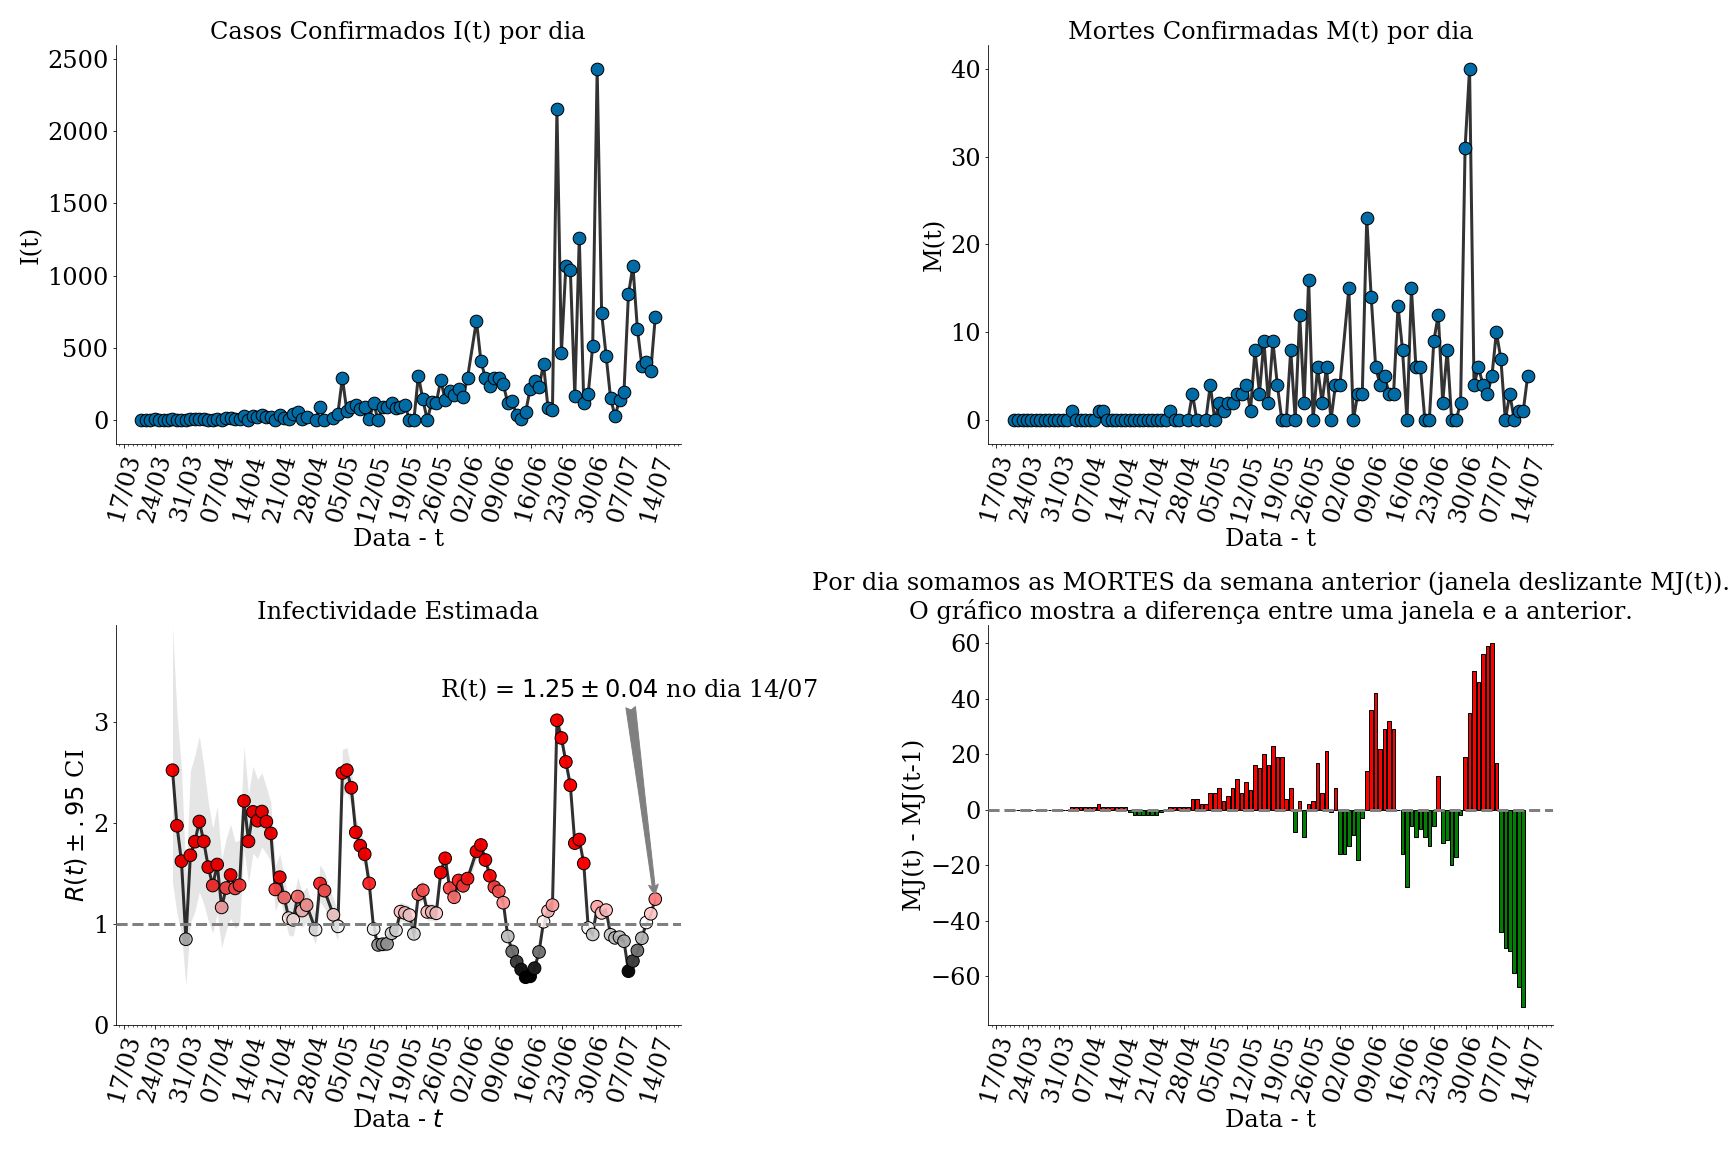 Casos Confirmados I(t) por dia
2500
2000
1500
1000
500
0
I(t)
17/03 24/03 31/03 07/04 14/04 21/04 28/04 05/05 12/05 19/05 26/05 02/06 09/06 16/06 23/06 30/06 07/07 14/07
Data - t
Mortes Confirmadas M(t) por dia
40
30
20
10
0
M(t)
17/03 24/03 31/03 07/04 14/04 21/04 28/04 05/05 12/05 19/05 26/05 02/06 09/06 16/06 23/06 30/06 07/07 14/07
Data - t
Infectividade Estimada
R(t) = 1.25 ± 0.04 no dia 14/07
3
2
1
0
R(t) ± .95 CI
17/03 24/03 31/03 07/04 14/04 21/04 28/04 05/05 12/05 19/05 26/05 02/06 09/06 16/06 23/06 30/06 07/07 14/07
Data - t
Por dia somamos as MORTES da semana anterior (janela deslizante MJ(t)).
O gráfico mostra a diferença entre uma janela e a anterior.
60
40
20
0
−20
−40
−60
MJ(t) - MJ(t-1)
17/03 24/03 31/03 07/04 14/04 21/04 28/04 05/05 12/05 19/05 26/05 02/06 09/06 16/06 23/06 30/06 07/07 14/07
Data - t